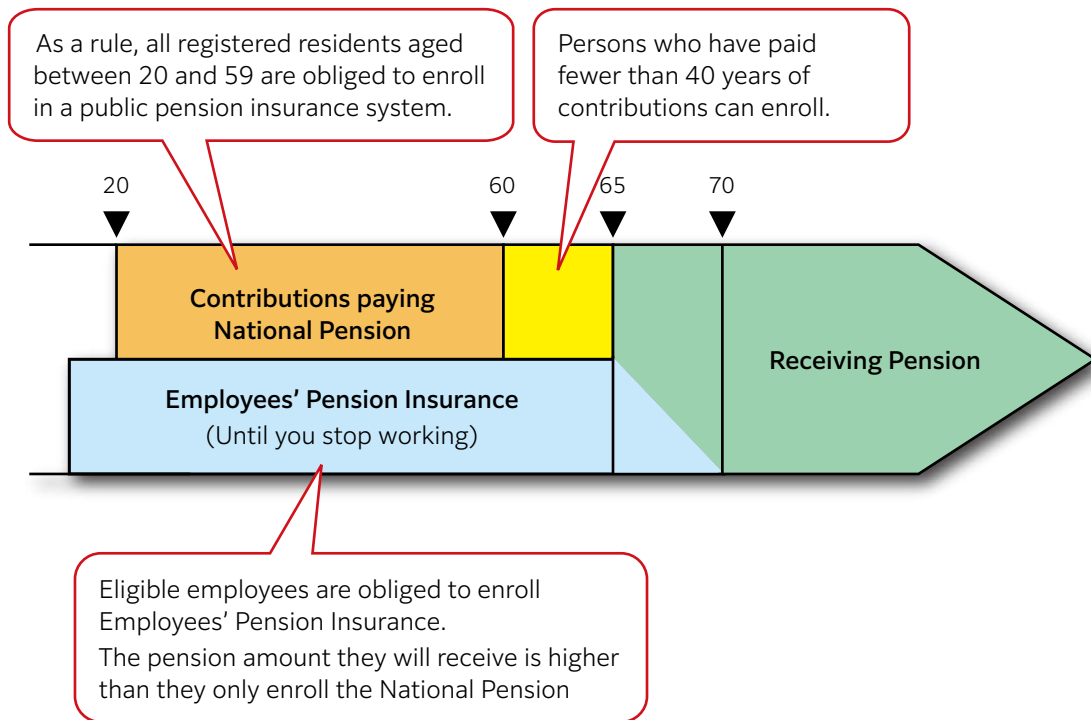 As a rule, all registered residents aged
between 20 and 59 are obliged to enroll
in a public pension insurance system.
Persons who have paid
fewer than 40 years of
contributions can enroll.
20
60
65
70
Contributions paying
National Pension
Receiving Pension
Employees' Pension Insurance
(Until you stop working)
Eligible employees are obliged to enroll
Employees' Pension Insurance.
The pension amount they will receive is higher
than they only enroll the National Pension